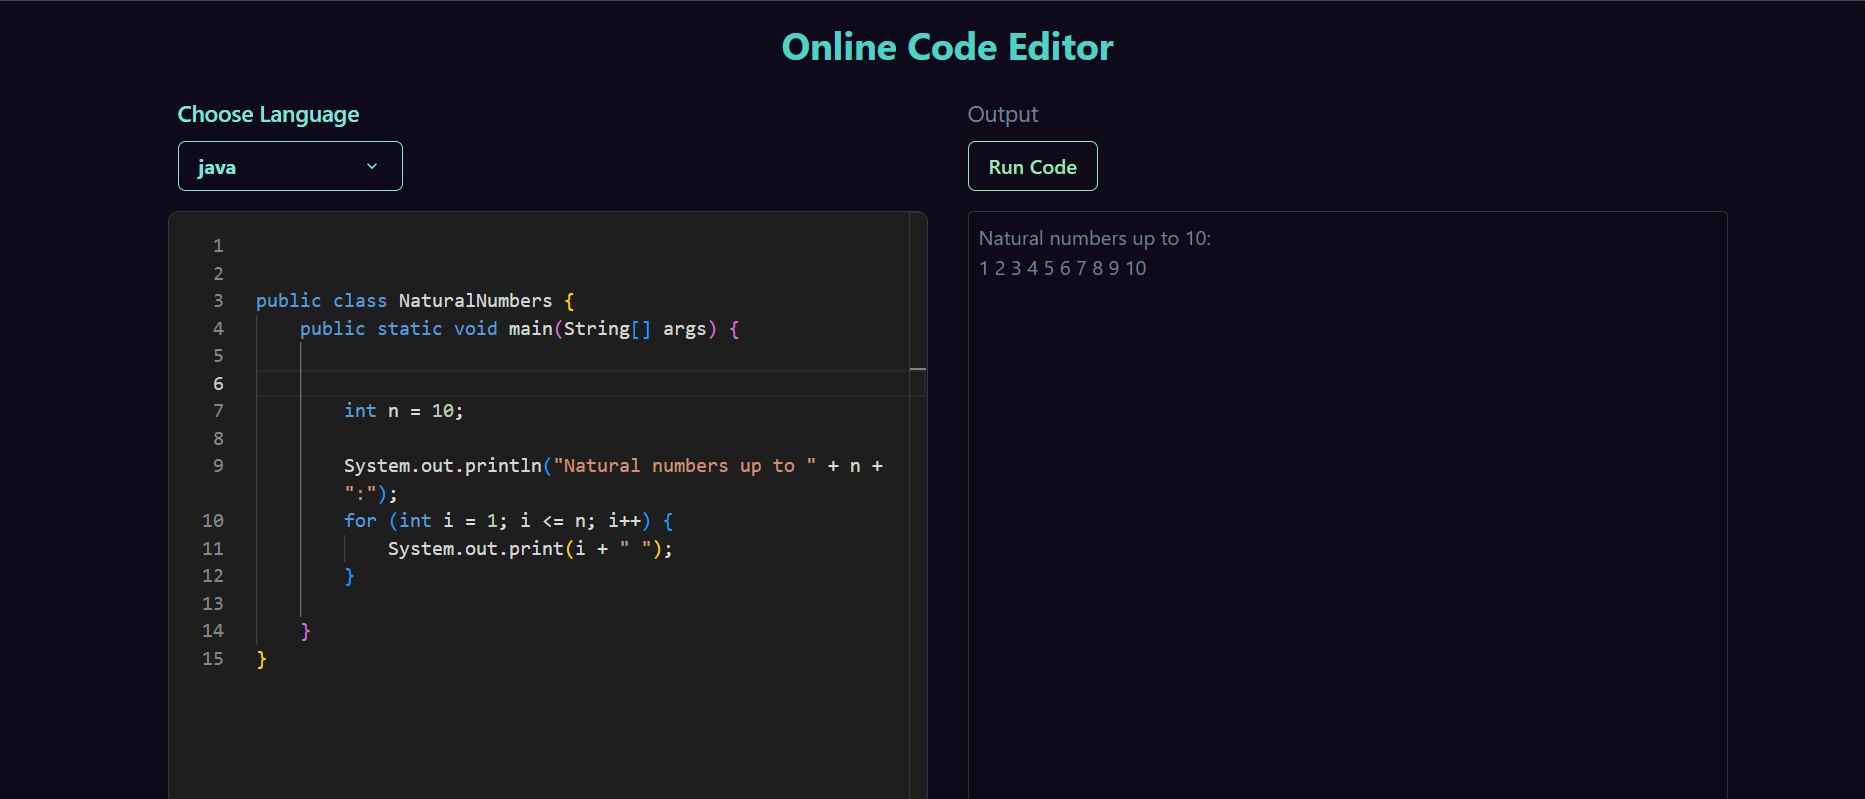 Online Code Editor
Choose Language
java
1
2
3 public class NaturalNumbers {
4 public static void main(String[] args) {
5
6
7 int n = 10;
8
9 System.out.println("Natural numbers up to " + n +
":");
10 for (int i = 1; i <= n; i++) {
11 System.out.print(i + " ");
12 }
13
14 }
15 }
Output
Run Code
Natural numbers up to 10:
1 2 3 4 5 6 7 8 9 10